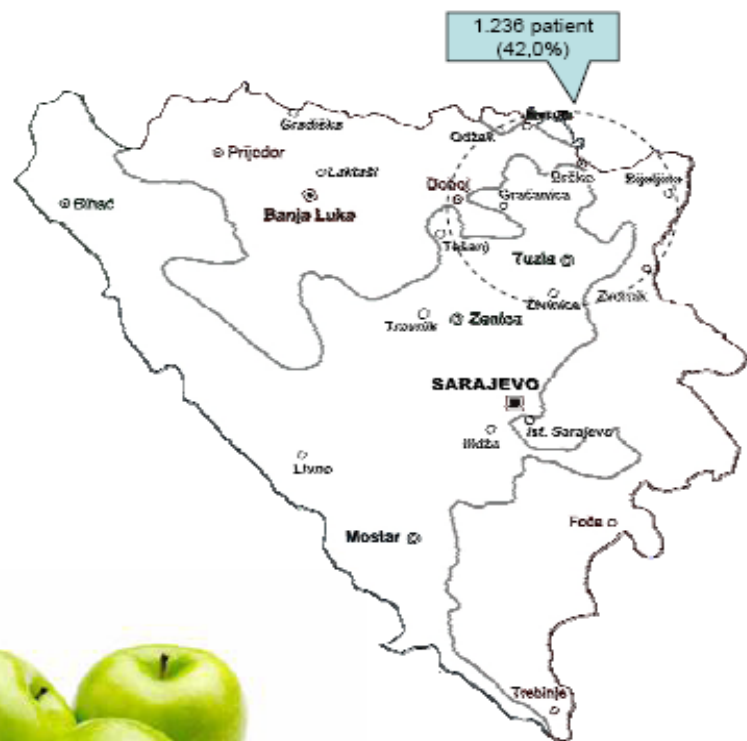 1.236 patient
(42,0%)
Gradiška
Odžak
Prijedor
Laktaši
Doboj
Brčko
Bijeljina
Gračanica
Bihać
Banja Luka
Tešanj
Tuzla
Živinice
Zvornik
Travnik
Zenica
SARAJEVO
Ist. Sarajevo
Ilidža
Livno
Foča
Mostar
Trebinje